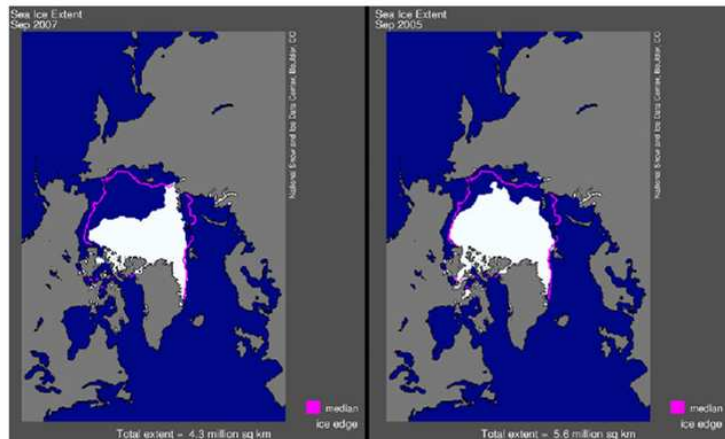 Sea Ice Extent
Sep 2007
National Snow and Ice Data Center, Boulder, CO
median
ice edge
Total extent = 4.3 million sq km
Sea Ice Extent
Sep 2005
National Snow and Ice Data Center, Boulder, CO
median
ice edge
Total extent = 5.6 million sq km